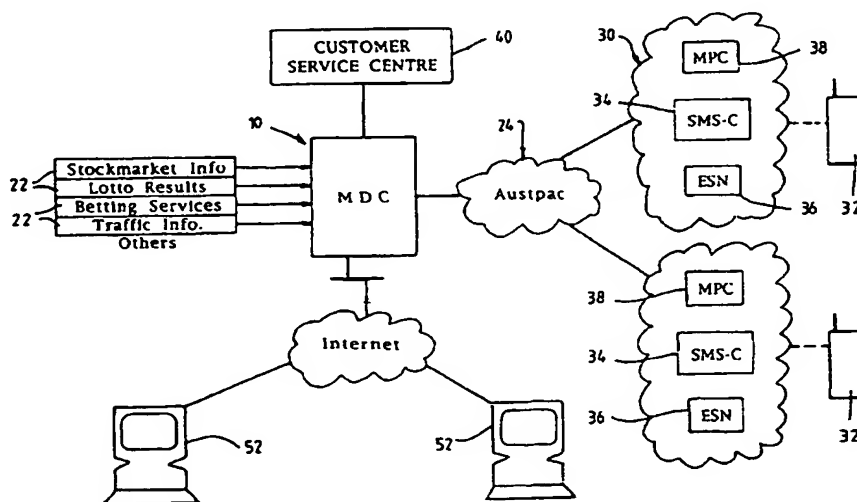 CUSTOMER
SERVICE CENTRE
40
10
MDC
22
Stockmarket Info
Lotto Results
22
Betting Services
22
Traffic Info.
Others
24
Austpac
30
MPC
38
34
SMS-C
ESN
36
32
38
MPC
34
SMS-C
36
ESN
32
Internet
52
52